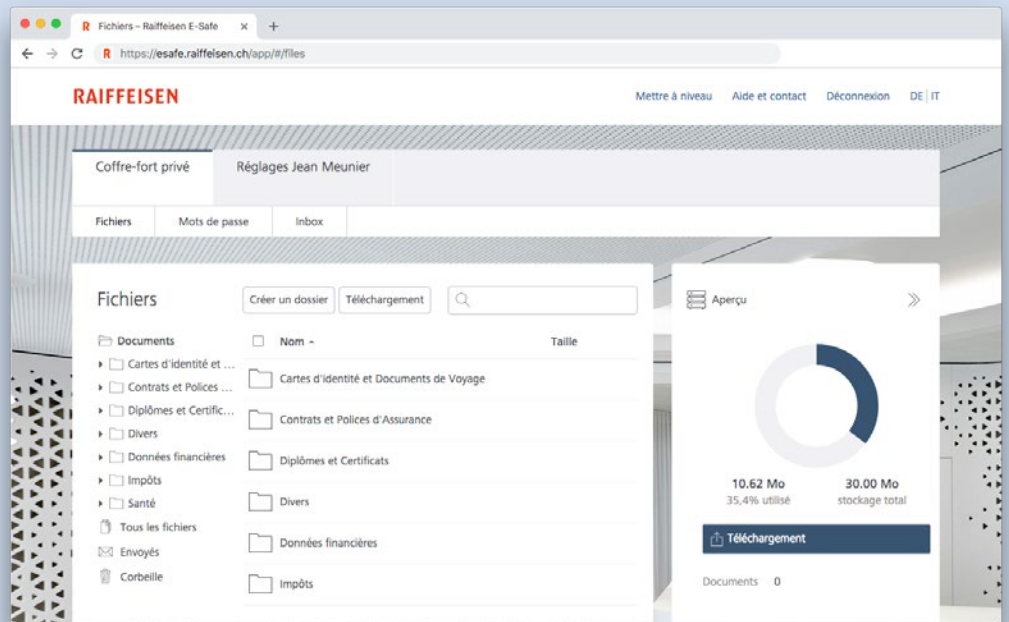 Fichiers – Raiffeisen E-Safe
https://esafe.raiffeisen.ch/app/#/files
RAIFFEISEN
Mettre à niveau Aide et contact Déconnexion DE | IT
Coffre-fort privé Réglages Jean Meunier
Fichiers Mots de passe Inbox
Fichiers
Créer un dossier Téléchargement
Documents
Cartes d'identité et ...
Contrats et Polices ...
Diplômes et Certific...
Divers
Données financières
Impôts
Santé
Tous les fichiers
Envoyés
Corbeille
Nom Taille
Cartes d'identité et Documents de Voyage
Contrats et Polices d'Assurance
Diplômes et Certificats
Divers
Données financières
Impôts
Aperçu
10.62 Mo 30.00 Mo
35,4% utilisé stockage total
Téléchargement
Documents 0